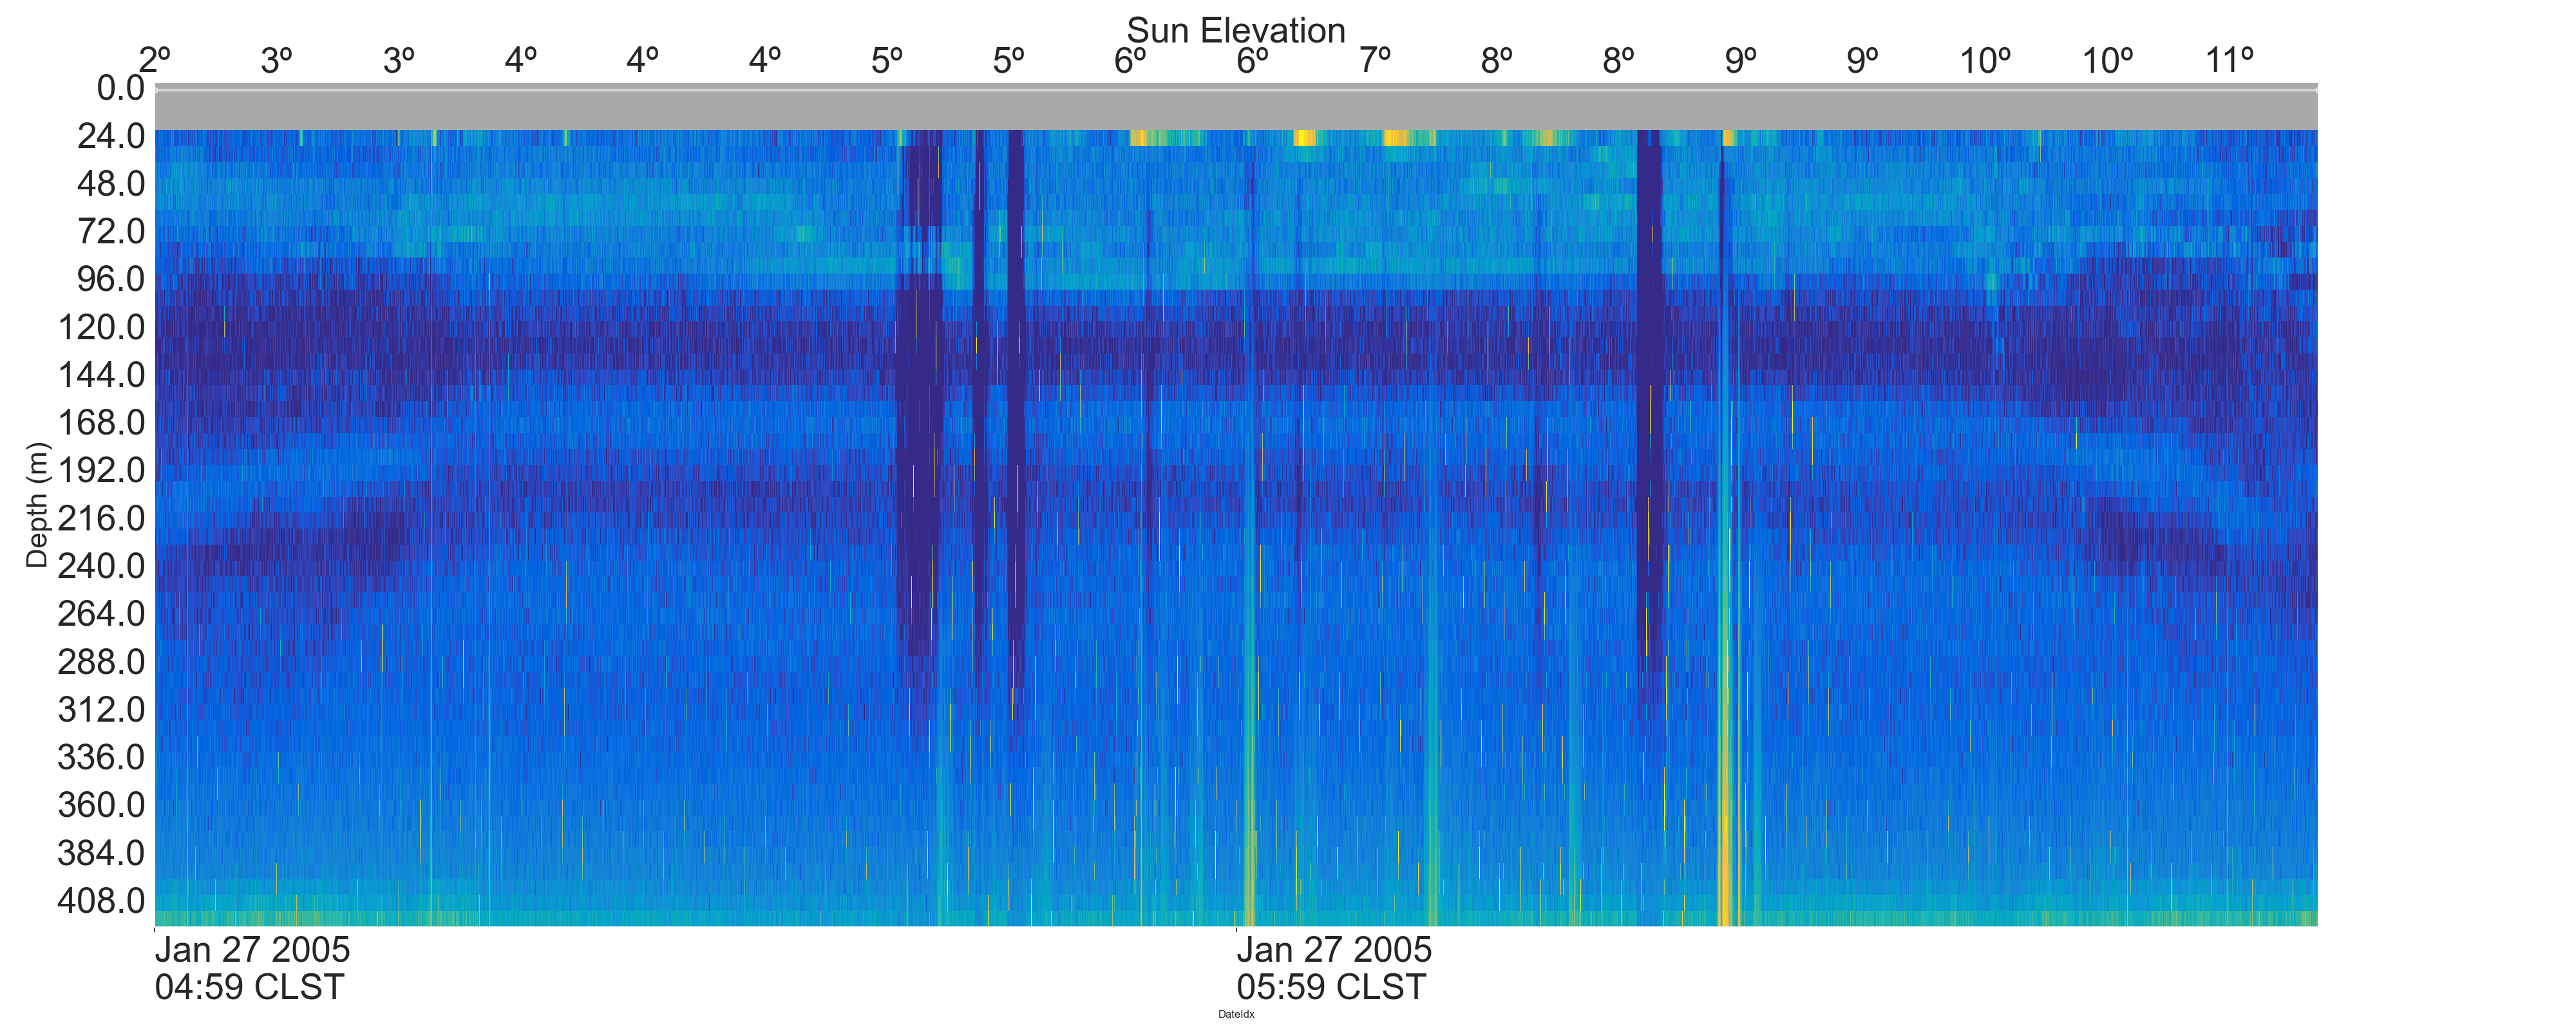 Sun Elevation
2º 3º 3º 4º 4º 4º 5º 5º 6º 6º 7º 8º 8º 9º 9º 10º 10º 11º
0.0
24.0
48.0
72.0
96.0
120.0
144.0
168.0
192.0
216.0
240.0
264.0
288.0
312.0
336.0
360.0
384.0
408.0
Depth (m)
Jan 27 2005
04:59 CLST
Jan 27 2005
05:59 CLST
DateIdx